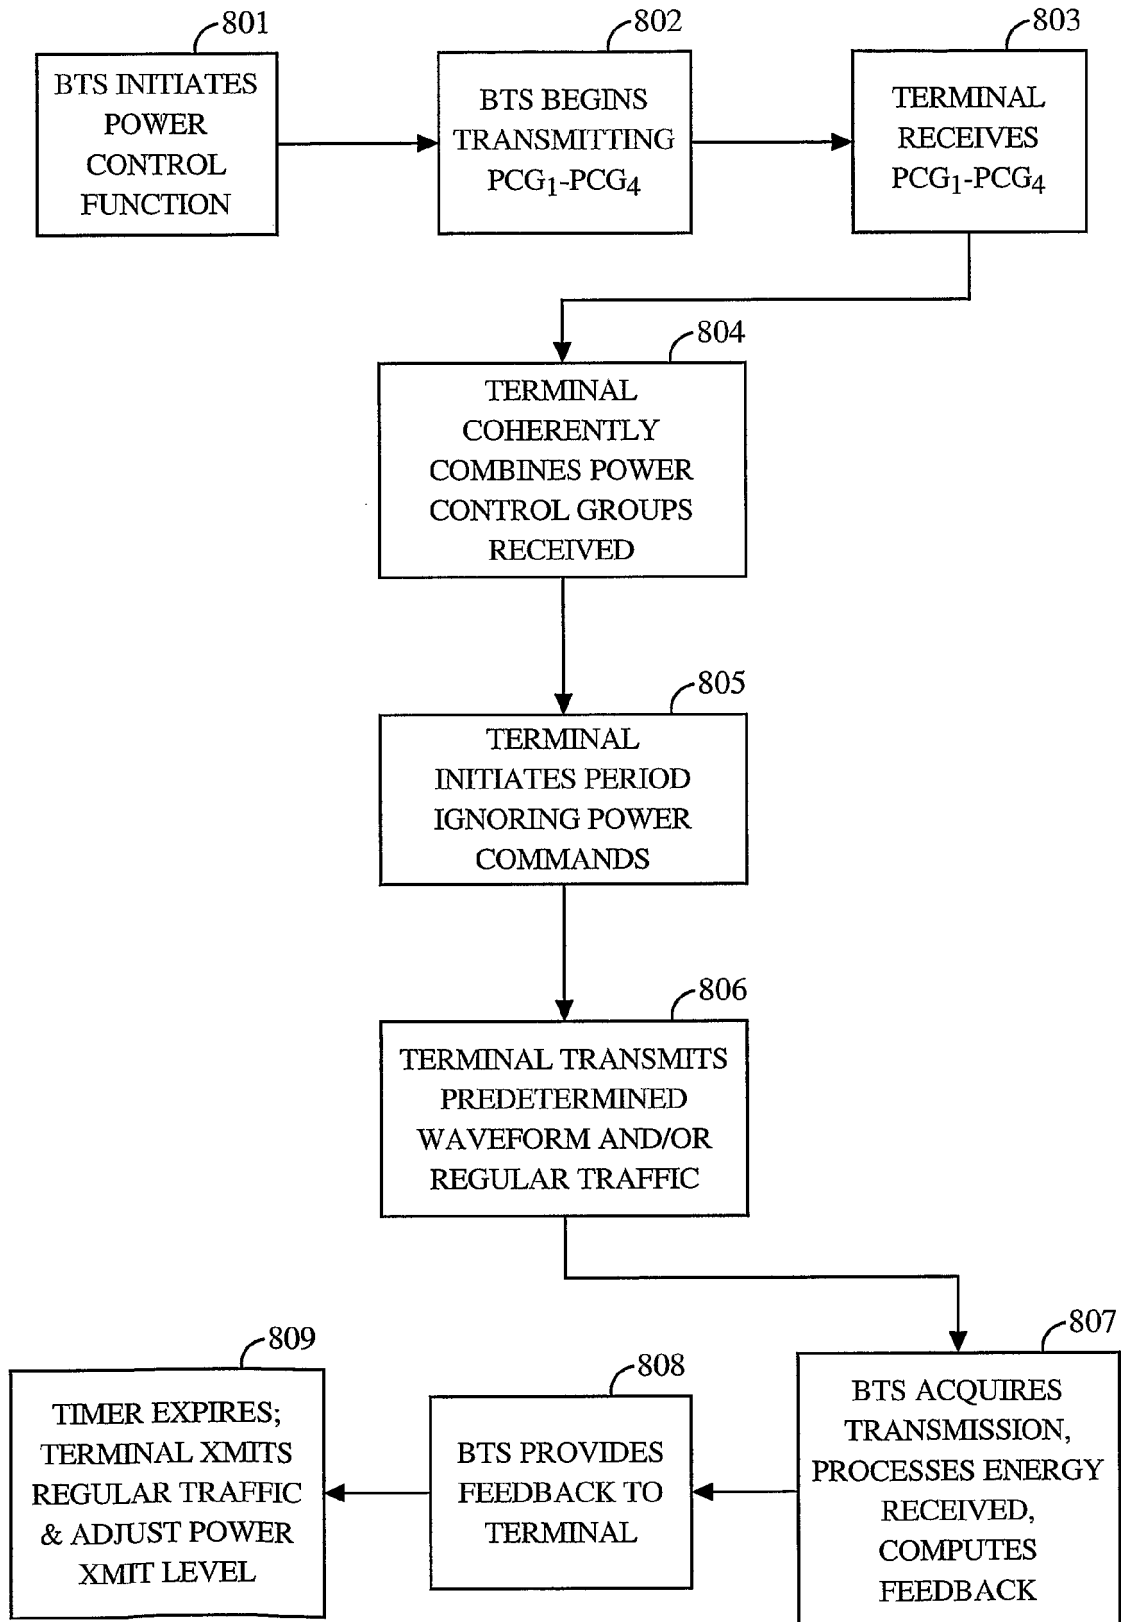 801
BTS INITIATES
POWER
CONTROL
FUNCTION
802
BTS BEGINS
TRANSMITTING
PCG₁-PCG₄
803
TERMINAL
RECEIVES
PCG₁-PCG₄
804
TERMINAL
COHERENTLY
COMBINES POWER
CONTROL GROUPS
RECEIVED
805
TERMINAL
INITIATES PERIOD
IGNORING POWER
COMMANDS
806
TERMINAL TRANSMITS
PREDETERMINED
WAVEFORM AND/OR
REGULAR TRAFFIC
807
BTS ACQUIRES
TRANSMISSION,
PROCESSES ENERGY
RECEIVED,
COMPUTES
FEEDBACK
808
BTS PROVIDES
FEEDBACK TO
TERMINAL
809
TIMER EXPIRES;
TERMINAL XMITS
REGULAR TRAFFIC
& ADJUST POWER
XMIT LEVEL